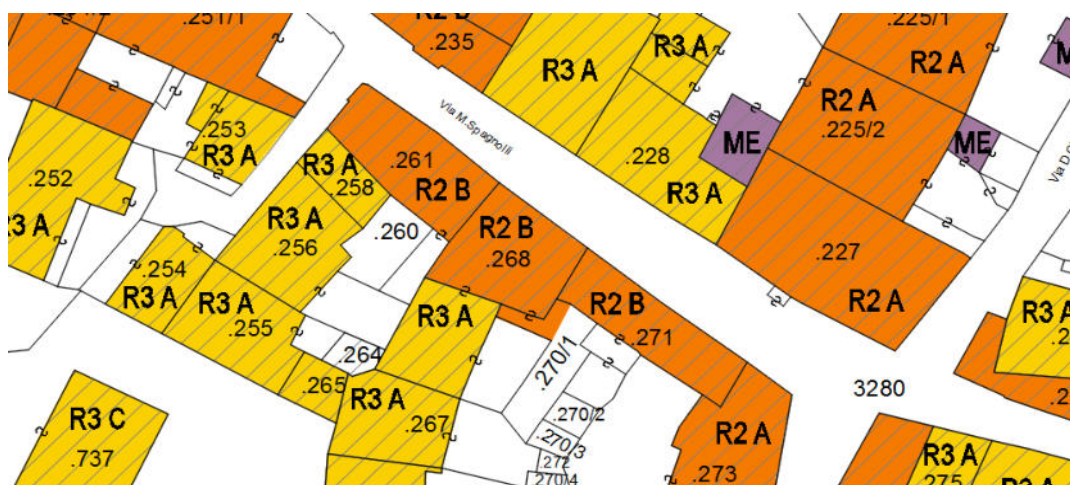 .251/1
R2 B
.235
R3 A
R3 A
.225/1
R2 A
R2 A
.225/2
ME
ME
.253
R3 A
.252
R3 A
Via M.Spagnolli
.228
R3 A
.261
R2 B
R3 A
.258
R3 A
.256
.260
R2 B
.268
.227
R2 A
.254
R3 A
R3 A
.255
R3 A
R2 B
.271
R3 A
.264
.265
R3 A
.267
.270/1
.270/2
.270/3
.272
.270/4
3280
R3 C
.737
R2 A
.273
R3 A
.275